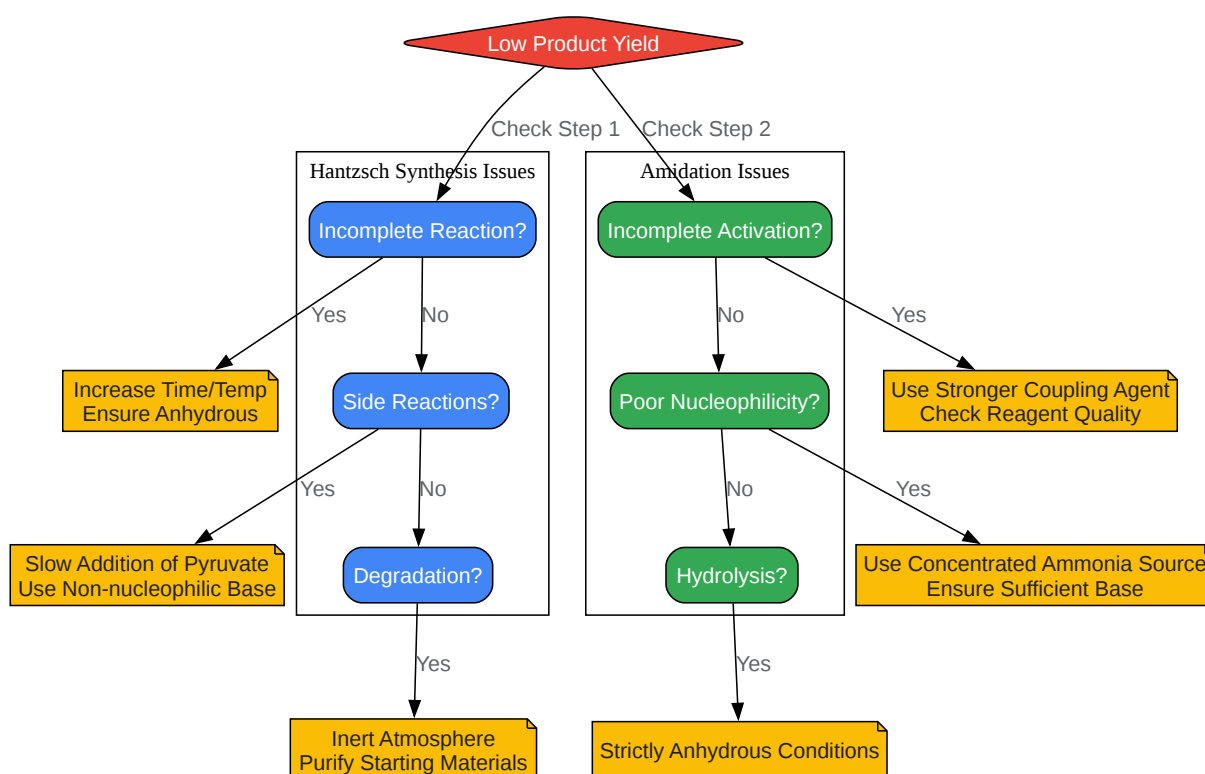 Low Product Yield
Check Step 1
Check Step 2
Hantzsch Synthesis Issues
Amidation Issues
Incomplete Reaction?
Incomplete Activation?
Yes
No
No
Yes
Increase Time/Temp
Ensure Anhydrous
Side Reactions?
Poor Nucleophilicity?
Use Stronger Coupling Agent
Check Reagent Quality
Yes
No
No
Yes
Slow Addition of Pyruvate
Use Non-nucleophilic Base
Degradation?
Hydrolysis?
Use Concentrated Ammonia Source
Ensure Sufficient Base
Yes
Yes
Inert Atmosphere
Purify Starting Materials
Strictly Anhydrous Conditions